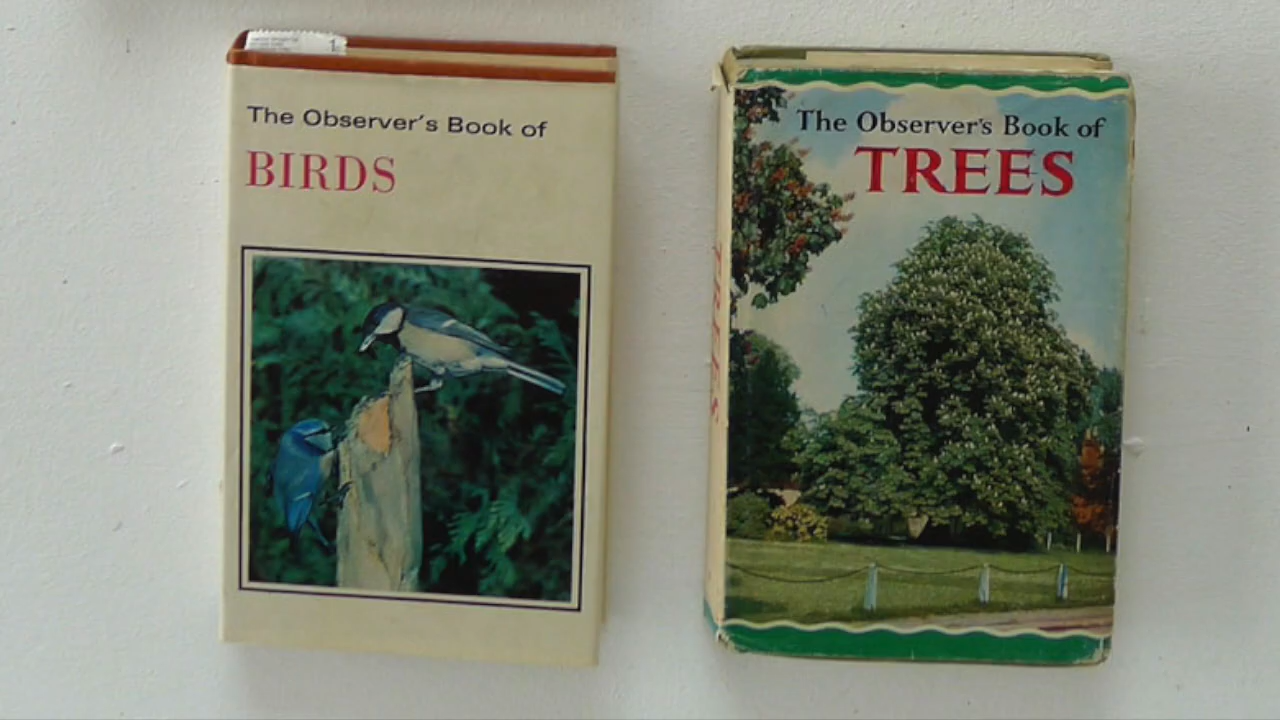 The Observer's Book of
BIRDS
The Observer's Book of
TREES
TREES